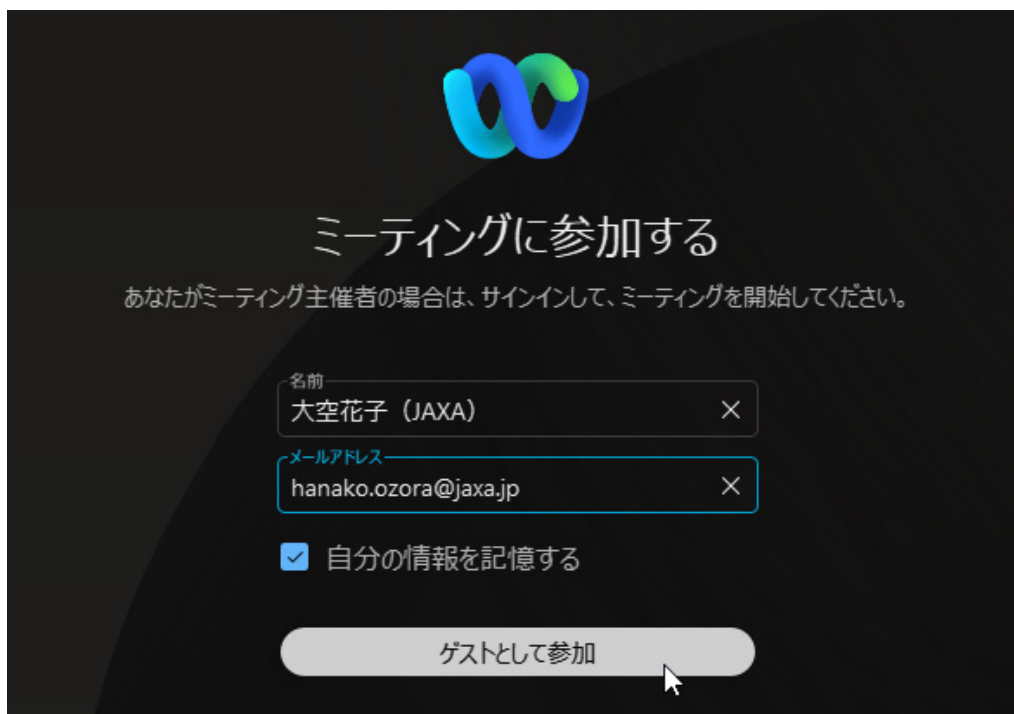 ミーティングに参加する
あなたがミーティング主催者の場合は、サインインして、ミーティングを開始してください。
名前
大空花子（JAXA）
メールアドレス
hanako.ozora@jaxa.jp
自分の情報を記憶する
ゲストとして参加